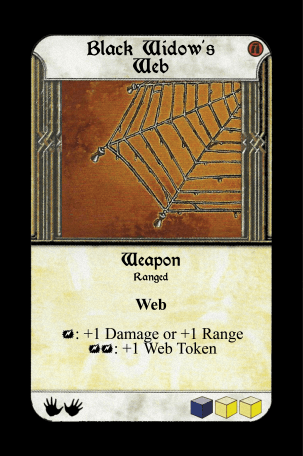 Black Widow's
Web
Weapon
Ranged
Web
: +1 Damage or +1 Range
: +1 Web Token